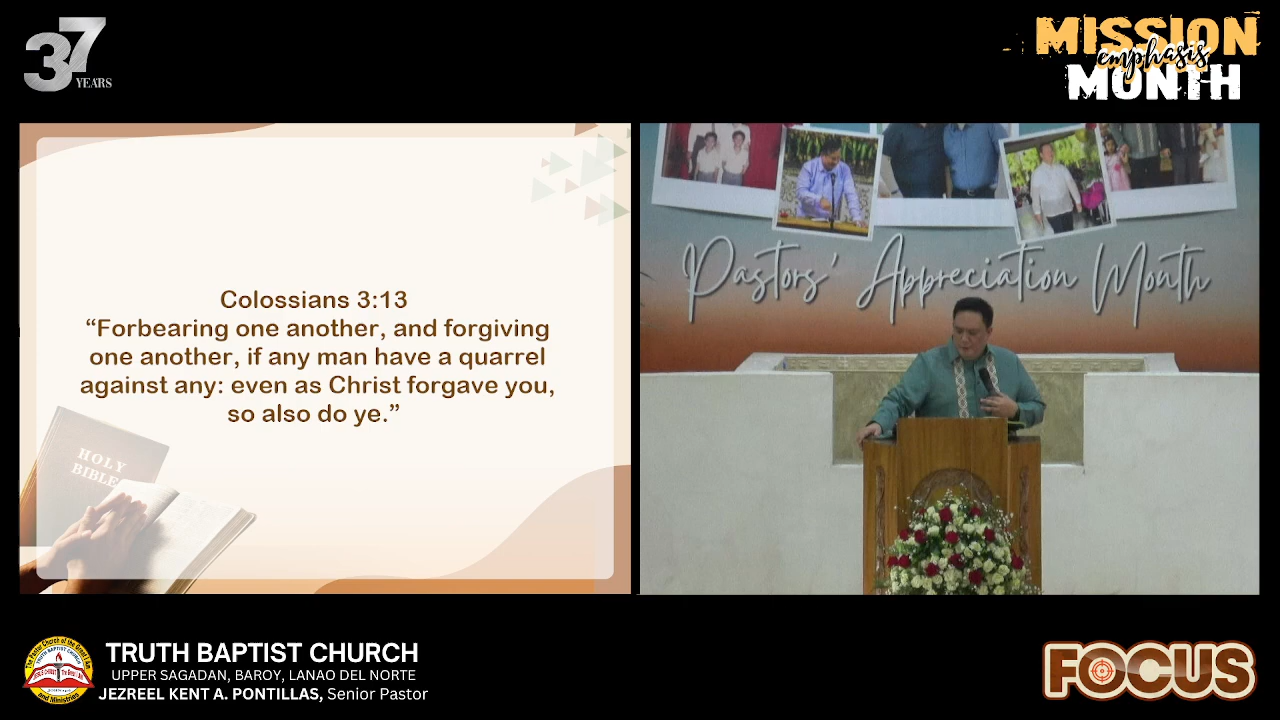 37
YEARS
MISSION
emphasis
MONTH
Colossians 3:13
“Forbearing one another, and forgiving
one another, if any man have a quarrel
against any: even as Christ forgave you,
so also do ye.”
HOLY
BIBLE
Pastors' Appreciation Month
TRUTH BAPTIST CHURCH
UPPER SAGADAN, BAROY, LANAO DEL NORTE
JEZREEL KENT A. PONTILLAS, Senior Pastor
FOCUS